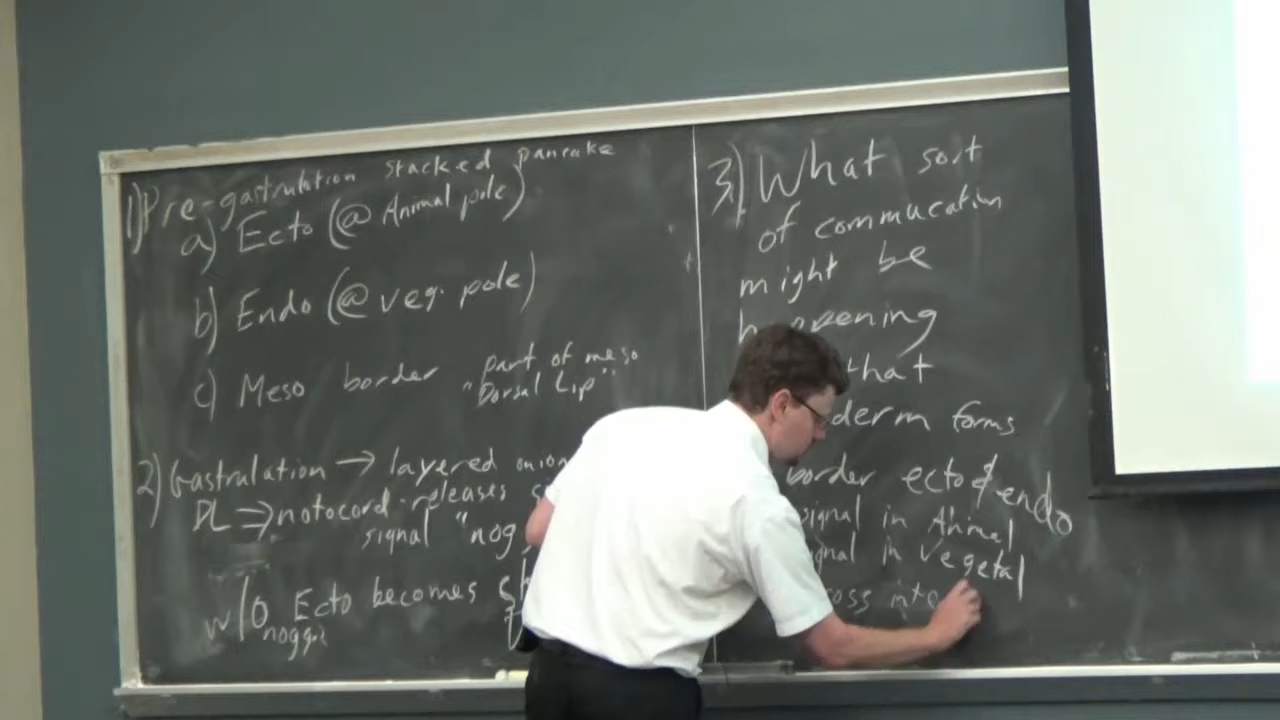 1) Pre-gastrulation stacked pancake
a) Ecto (@ Animal pole)
b) Endo (@ veg. pole)
c) Meso border "part of meso
"Dorsal Lip"
2) Gastrulation → layered onion
DL ⇒ notocord releases
signal "nog
w/o Ecto becomes
noggin
3.) What sort
of commucation
might be
happening
that
derm forms
border ecto & endo
signal in Animal
signal in vegetal
cross into